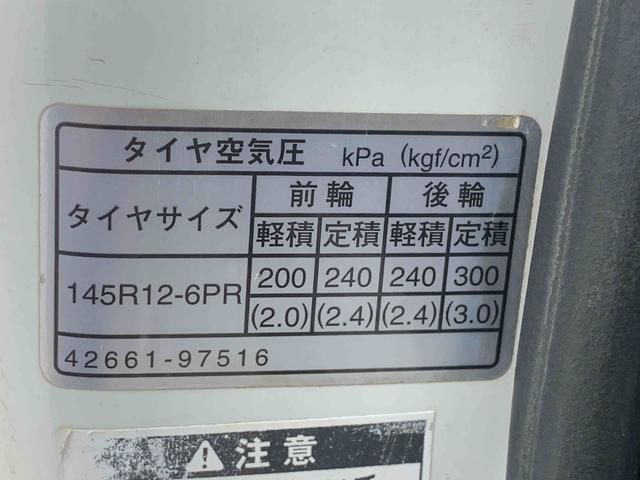 タイヤ空気圧 kPa (kgf/cm²)
タイヤサイズ 前輪 後輪
軽積 定積 軽積 定積
145R12-6PR 200 240 240 300
(2.0) (2.4) (2.4) (3.0)
42661-97516
注意